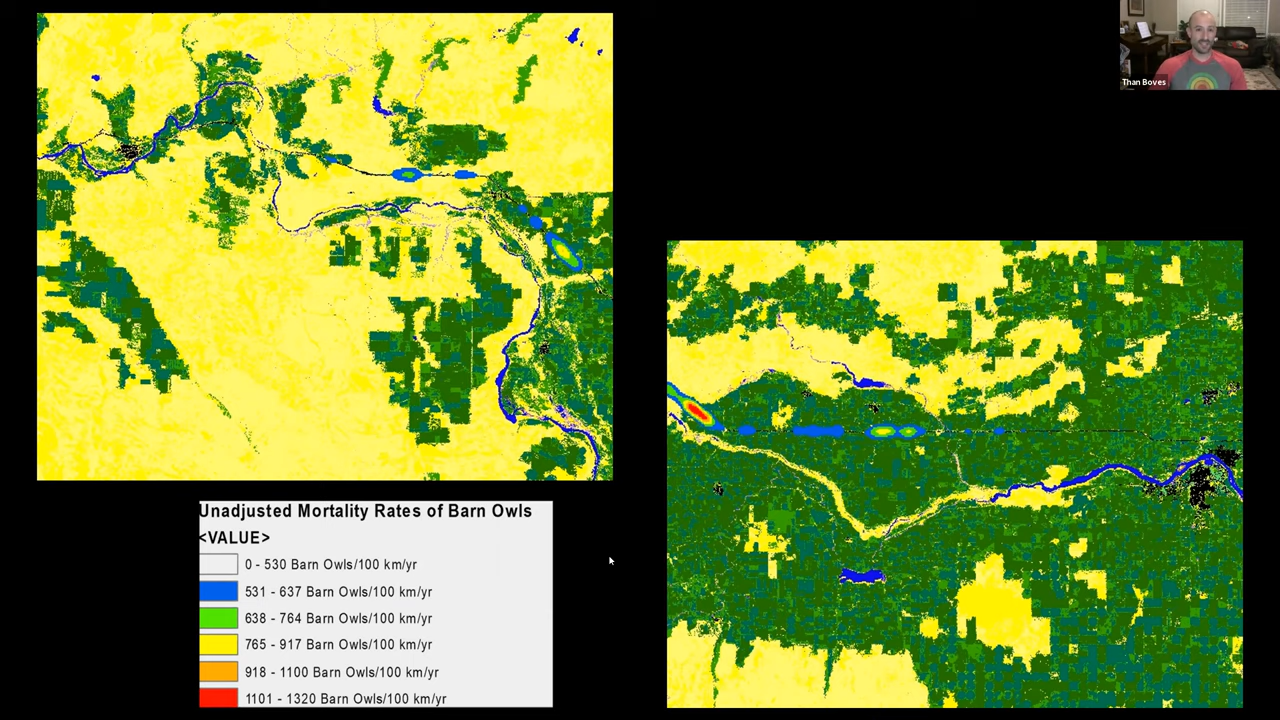 Than Boves
Unadjusted Mortality Rates of Barn Owls
<VALUE>
0 - 530 Barn Owls/100 km/yr
531 - 637 Barn Owls/100 km/yr
638 - 764 Barn Owls/100 km/yr
765 - 917 Barn Owls/100 km/yr
918 - 1100 Barn Owls/100 km/yr
1101 - 1320 Barn Owls/100 km/yr